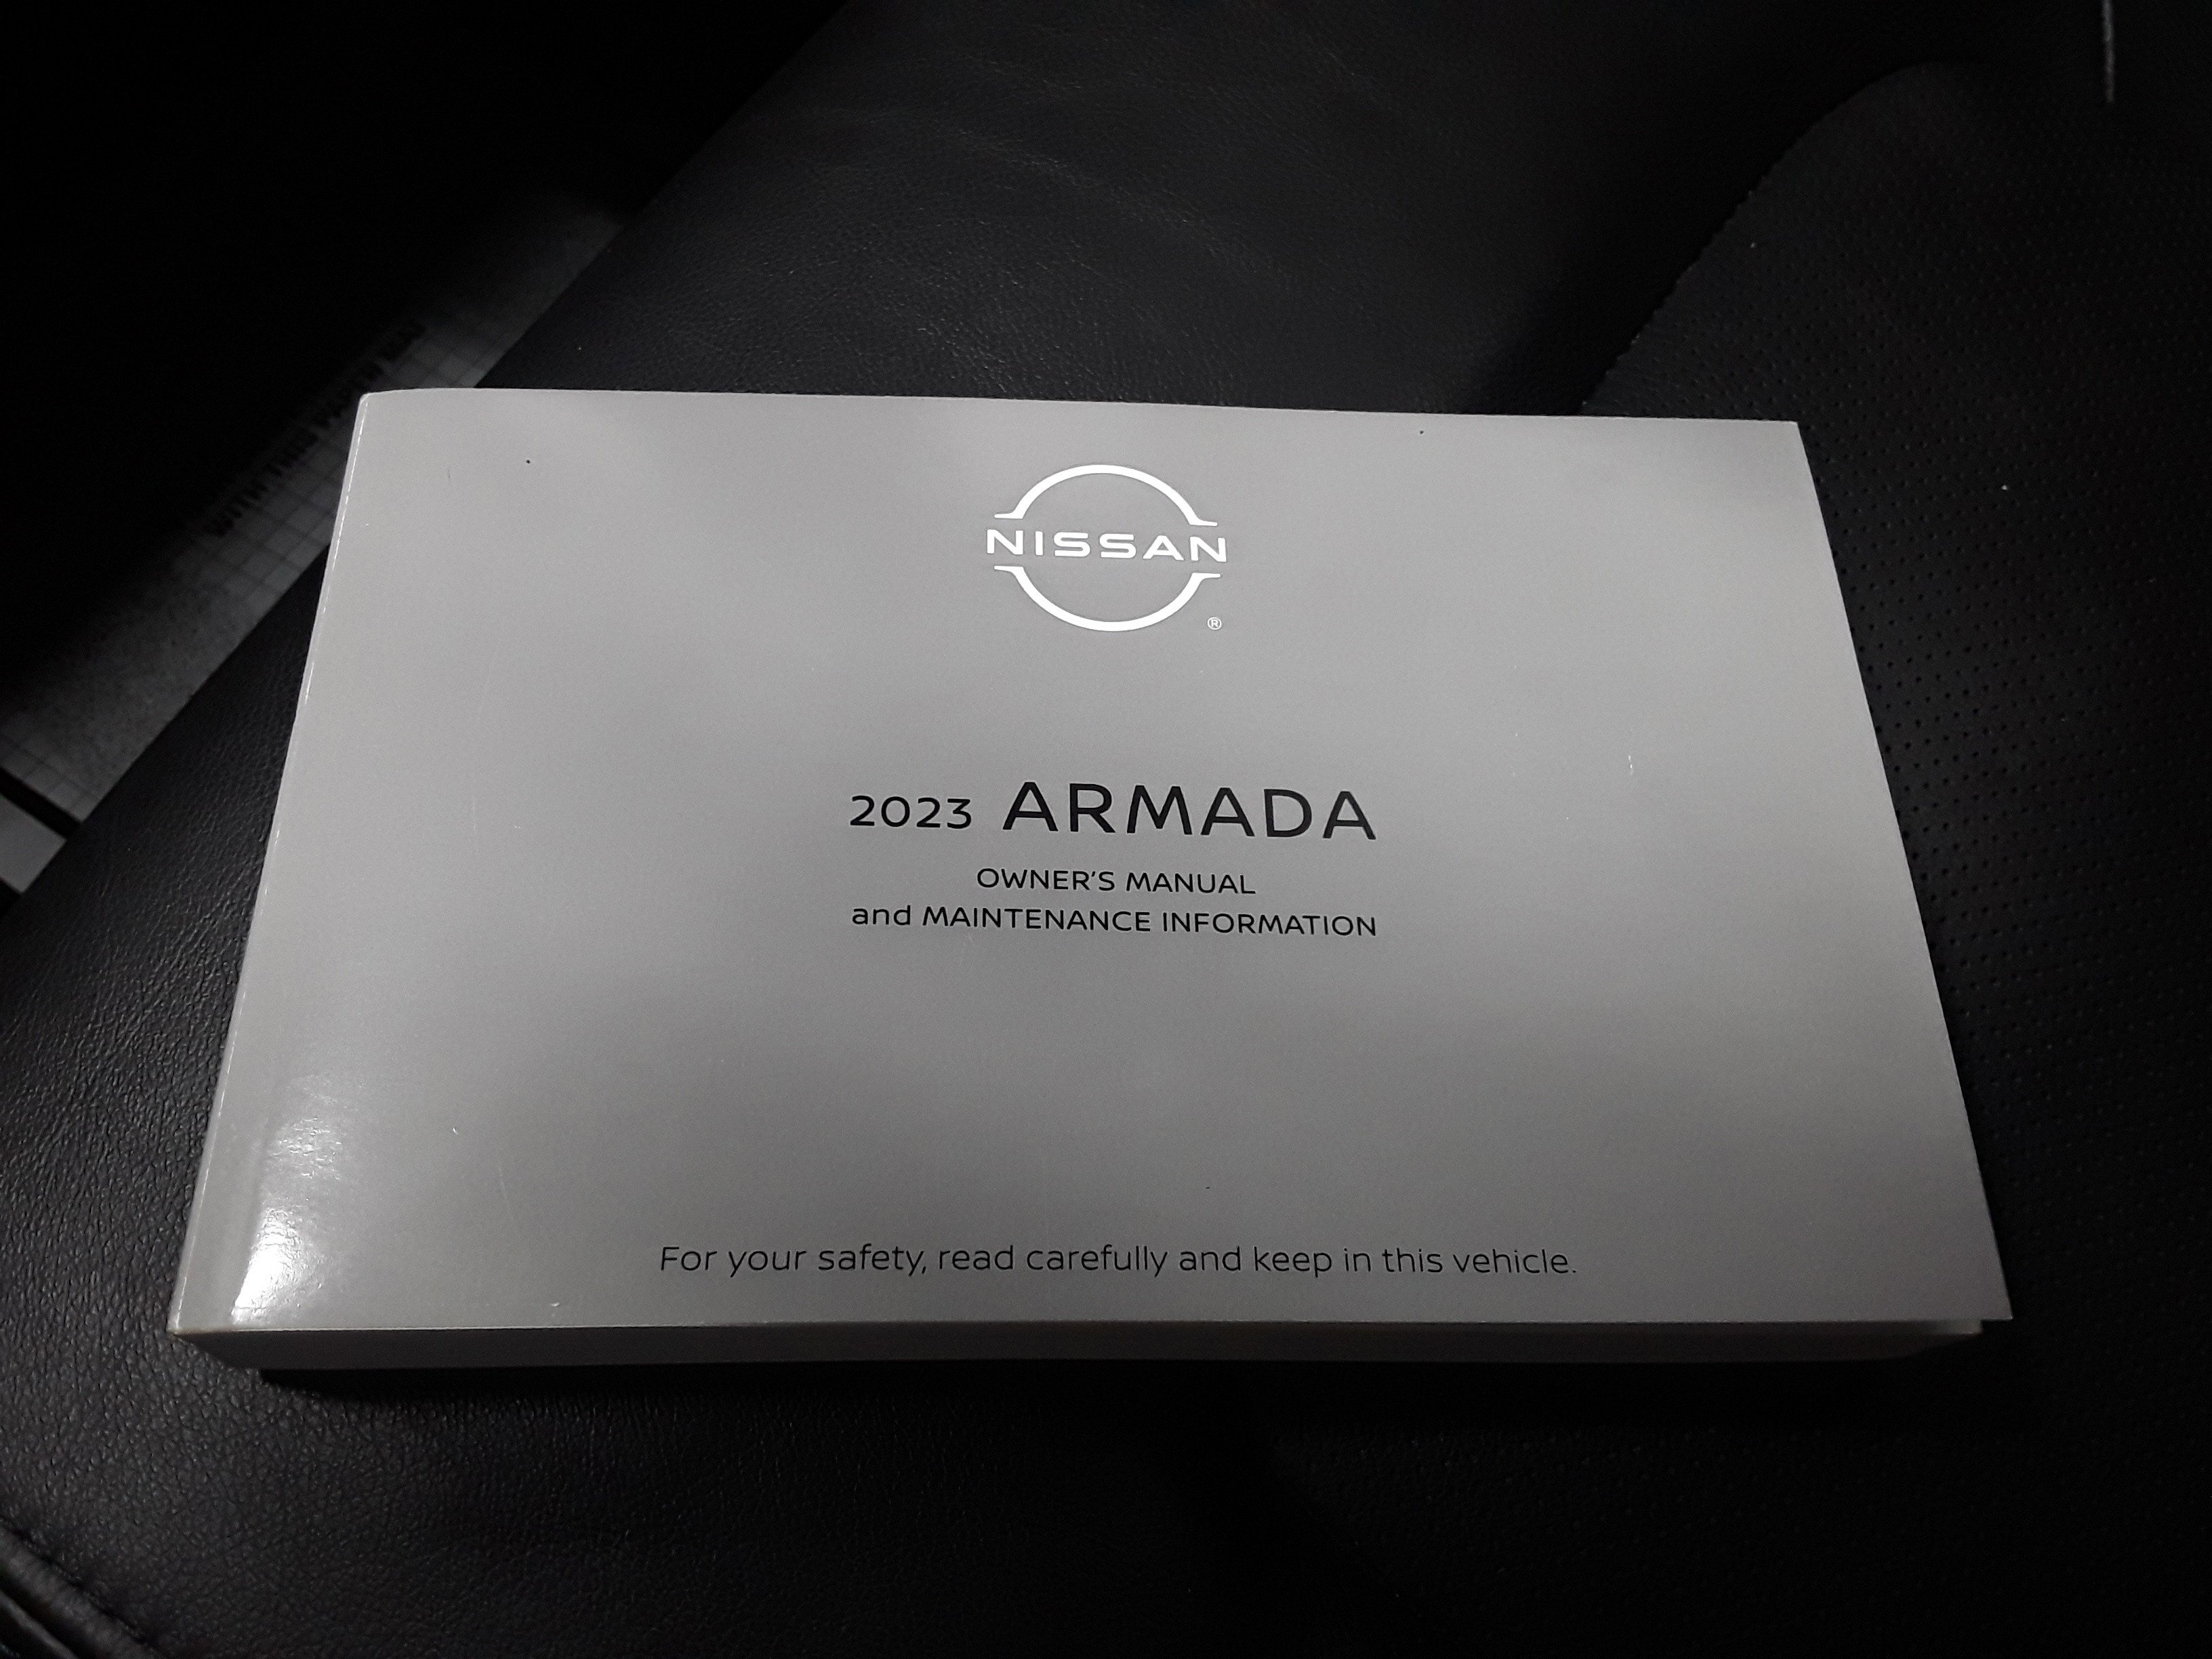 NISSAN
®
2023 ARMADA
OWNER'S MANUAL
and MAINTENANCE INFORMATION
For your safety, read carefully and keep in this vehicle.